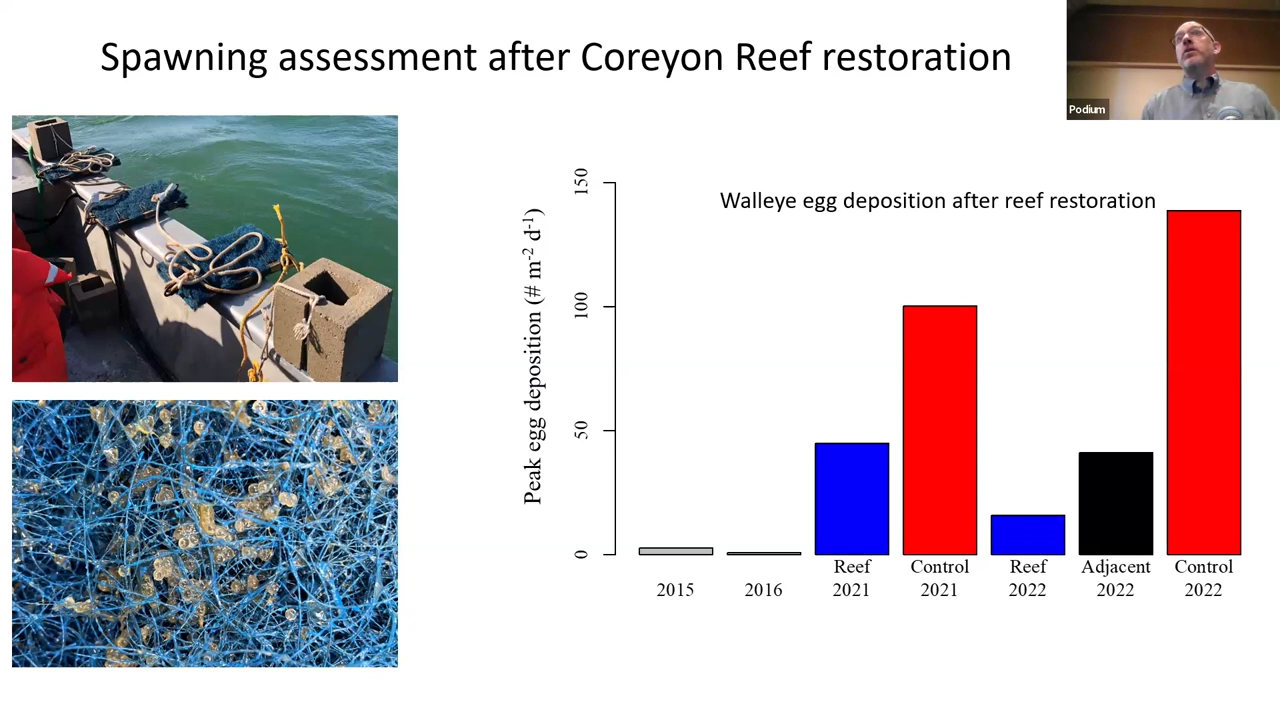 Spawning assessment after Coreyon Reef restoration
Podium
Walleye egg deposition after reef restoration
Peak egg deposition (# m-2 d-1)
150
100
50
0
2015
2016
Reef
2021
Control
2021
Reef
2022
Adjacent
2022
Control
2022